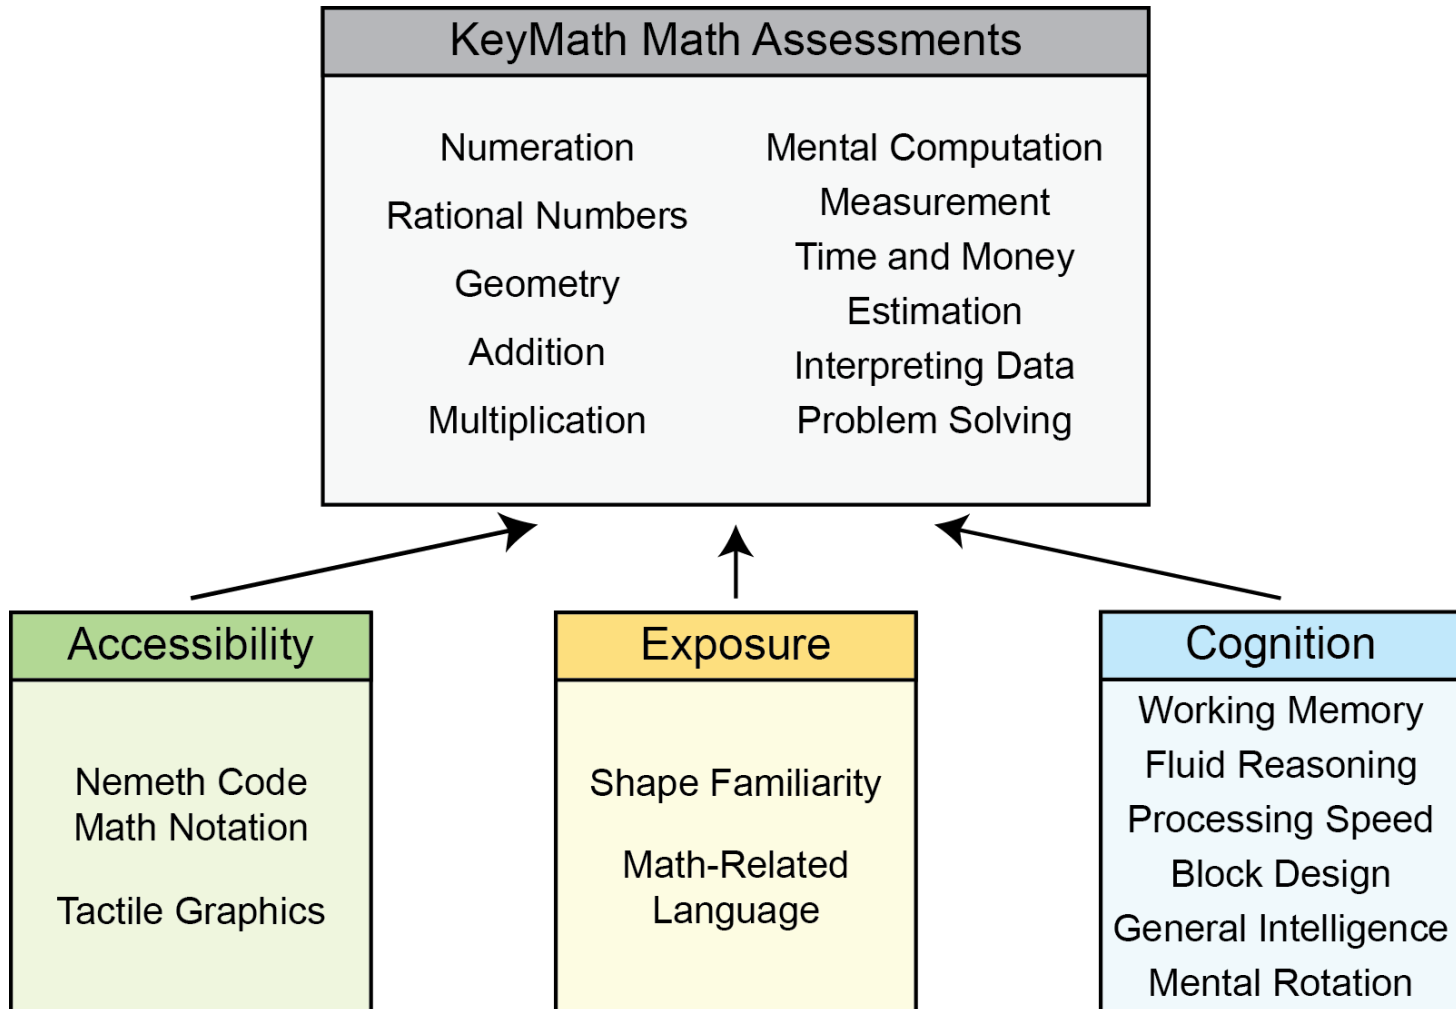 KeyMath Math Assessments
Numeration
Rational Numbers
Geometry
Addition
Multiplication
Mental Computation
Measurement
Time and Money
Estimation
Interpreting Data
Problem Solving
Accessibility
Nemeth Code
Math Notation
Tactile Graphics
Exposure
Shape Familiarity
Math-Related
Language
Cognition
Working Memory
Fluid Reasoning
Processing Speed
Block Design
General Intelligence
Mental Rotation